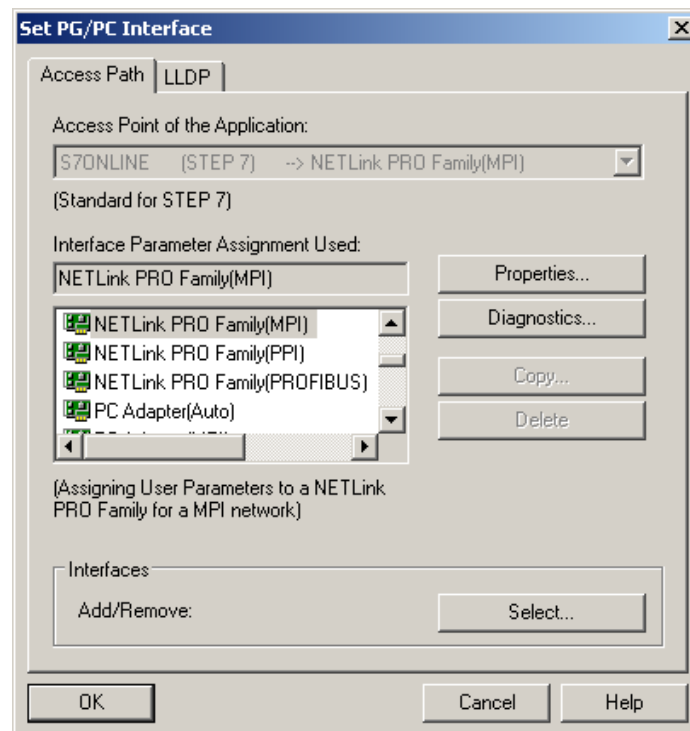 Set PG/PC Interface
Access Path
LLDP
Access Point of the Application:
S7ONLINE (STEP 7) --> NETLink PRO Family(MPI)
(Standard for STEP 7)
Interface Parameter Assignment Used:
NETLink PRO Family(MPI)
Properties...
NETLink PRO Family(MPI)
NETLink PRO Family(PPI)
NETLink PRO Family(PROFIBUS)
PC Adapter(Auto)
Diagnostics...
Copy...
Delete
(Assigning User Parameters to a NETLink
PRO Family for a MPI network)
Interfaces
Add/Remove:
Select...
OK
Cancel
Help